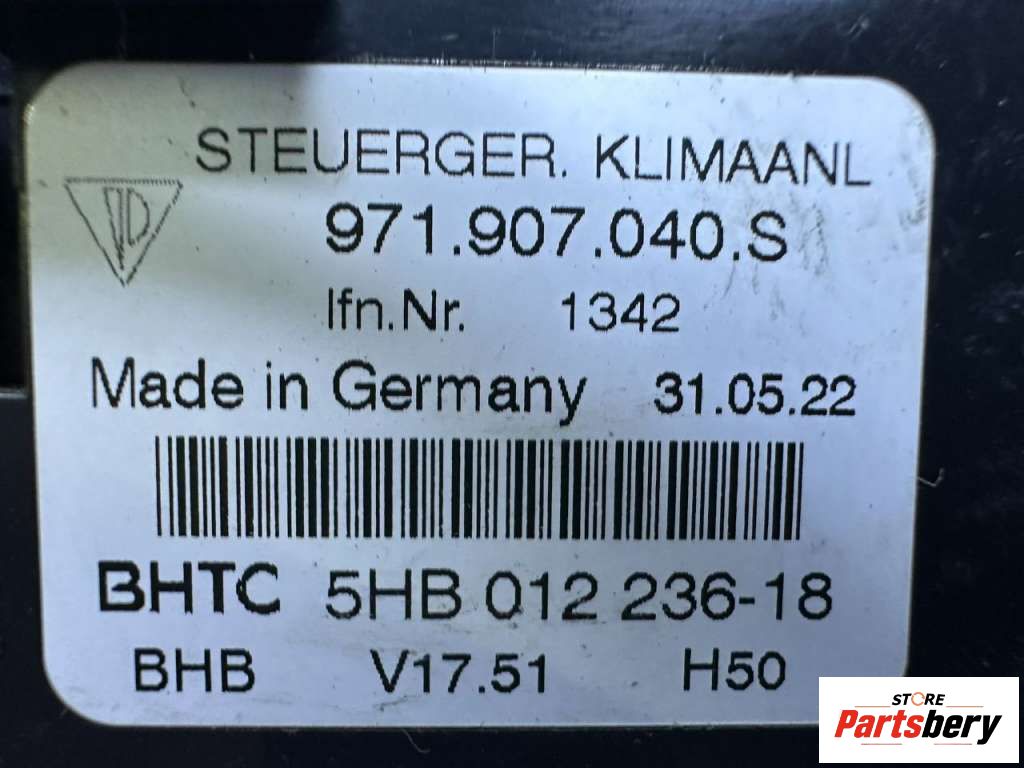 STEUERGER. KLIMAANL
971.907.040.S
lfn.Nr. 1342
Made in Germany 31.05.22
BHTC 5HB 012 236-18
BHB V17.51 H50
STORE
Partsbery